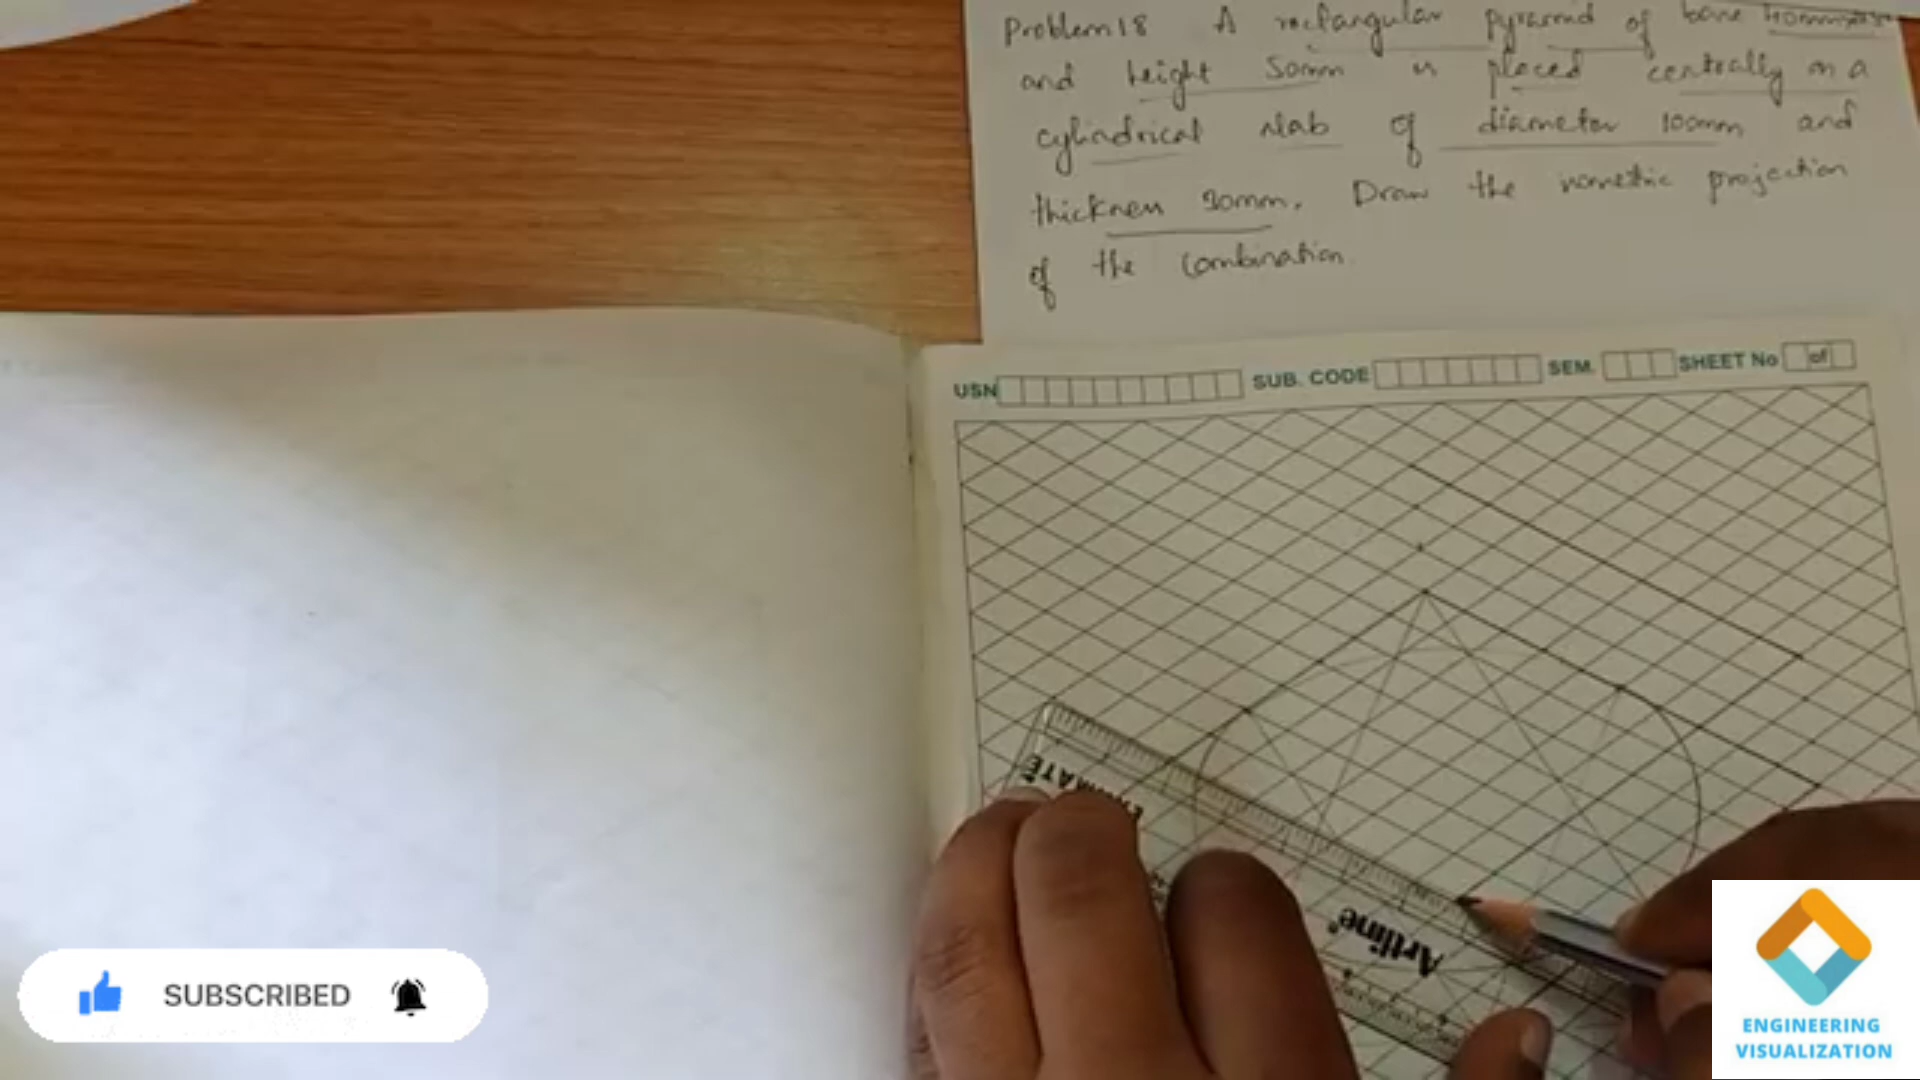 Problem 18 A rectangular pyramid of base
and height 50mm is placed centrally on a
cylindrical slab of diameter 100mm and
thickness 30mm. Draw the isometric projection
of the combination.
USN SUB. CODE SEM. SHEET No of
Artline
SUBSCRIBED
ENGINEERING
VISUALIZATION